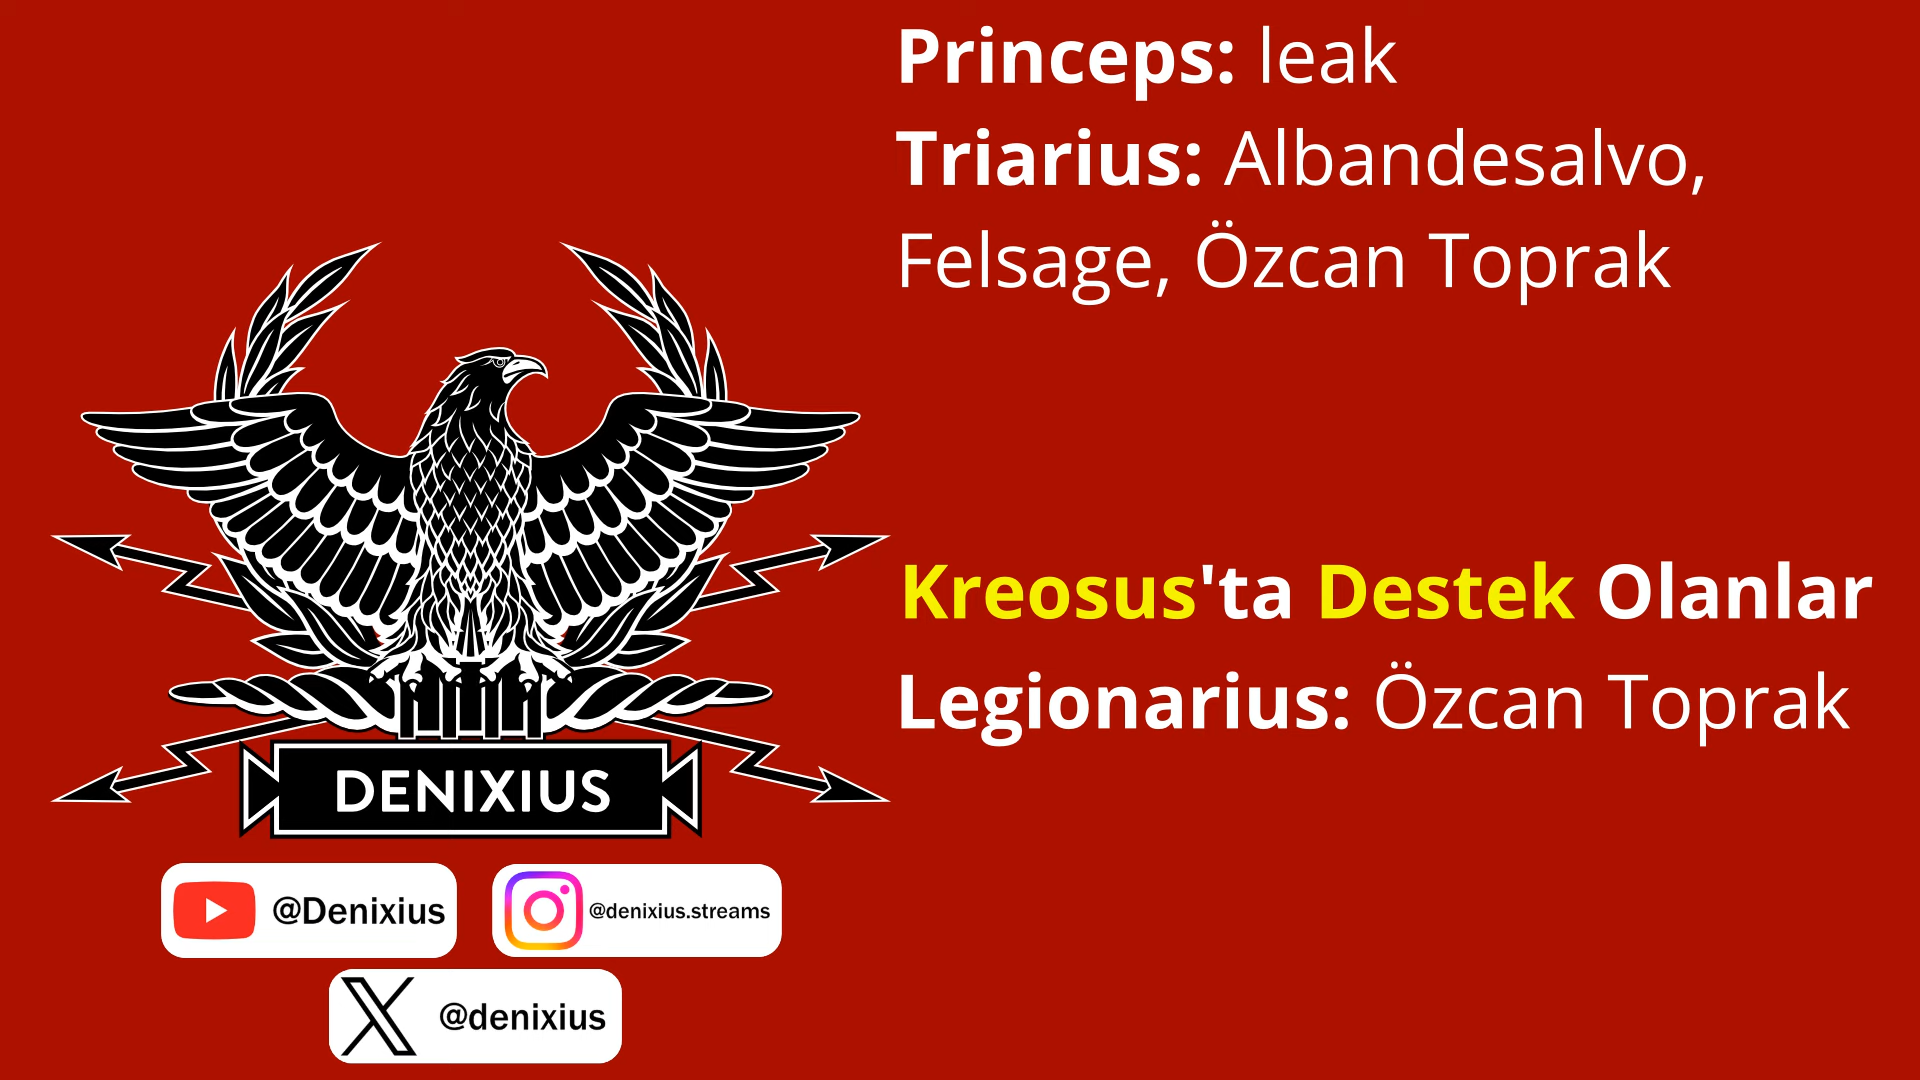 Princeps: leak
Triarius: Albandesalvo,
Felsage, Özcan Toprak
Kreosus'ta Destek Olanlar
Legionarius: Özcan Toprak
DENIXIUS
@Denixius
@denixius.streams
@denixius